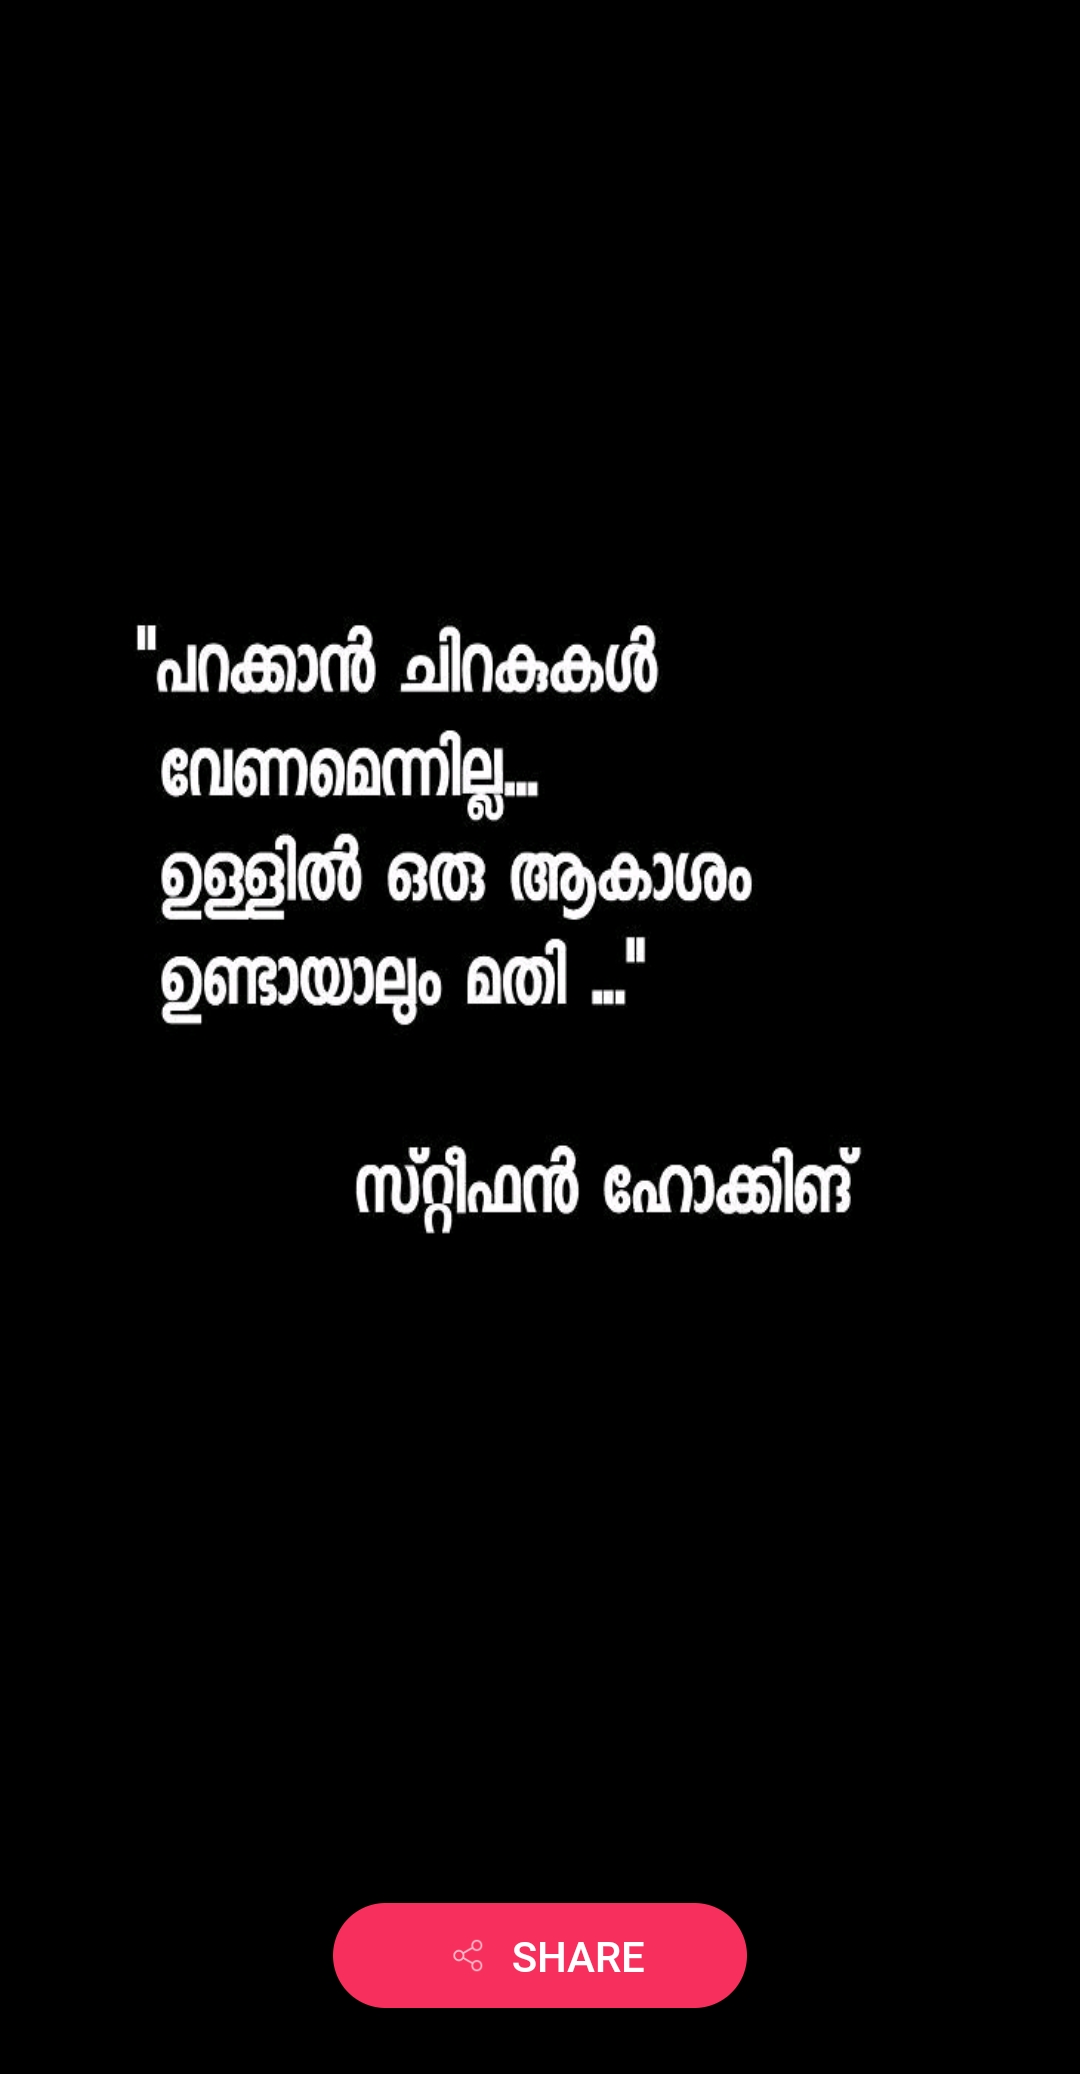 "പറക്കാൻ ചിറകുകൾ
വേണമെന്നില്ല...
ഉള്ളിൽ ഒരു ആകാശം
ഉണ്ടായാലും മതി ..."
സ്റ്റീഫൻ ഹോക്കിങ്
SHARE